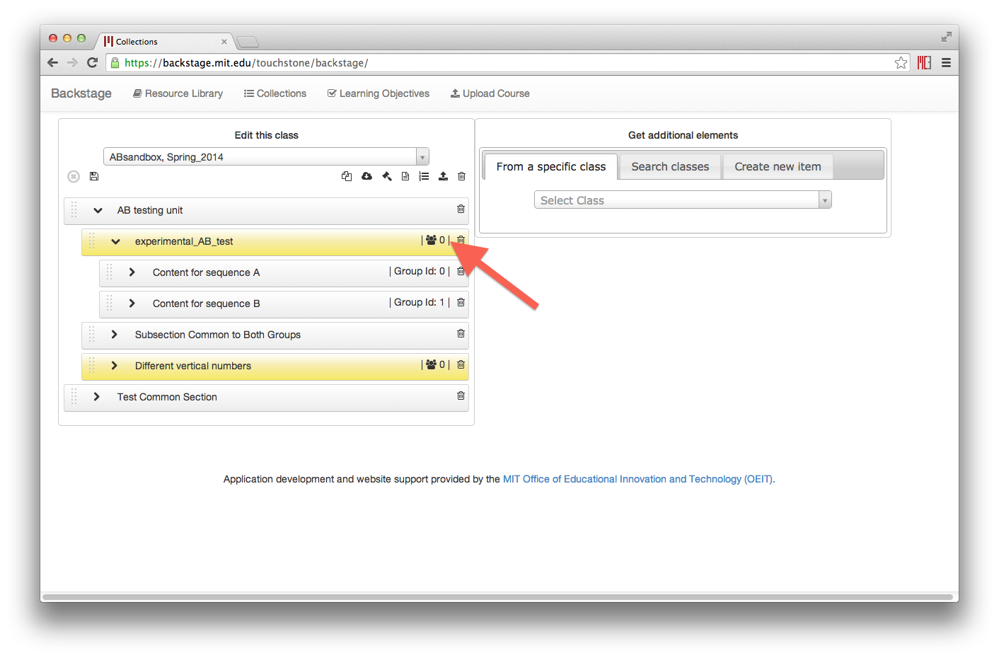 Collections
https://backstage.mit.edu/touchstone/backstage/
Backstage Resource Library Collections Learning Objectives Upload Course
Edit this class
ABsandbox, Spring_2014
AB testing unit
experimental_AB_test | 0 |
Content for sequence A | Group Id: 0 |
Content for sequence B | Group Id: 1 |
Subsection Common to Both Groups
Different vertical numbers | 0 |
Test Common Section
Get additional elements
From a specific class Search classes Create new item
Select Class
Application development and website support provided by the MIT Office of Educational Innovation and Technology (OEIT).